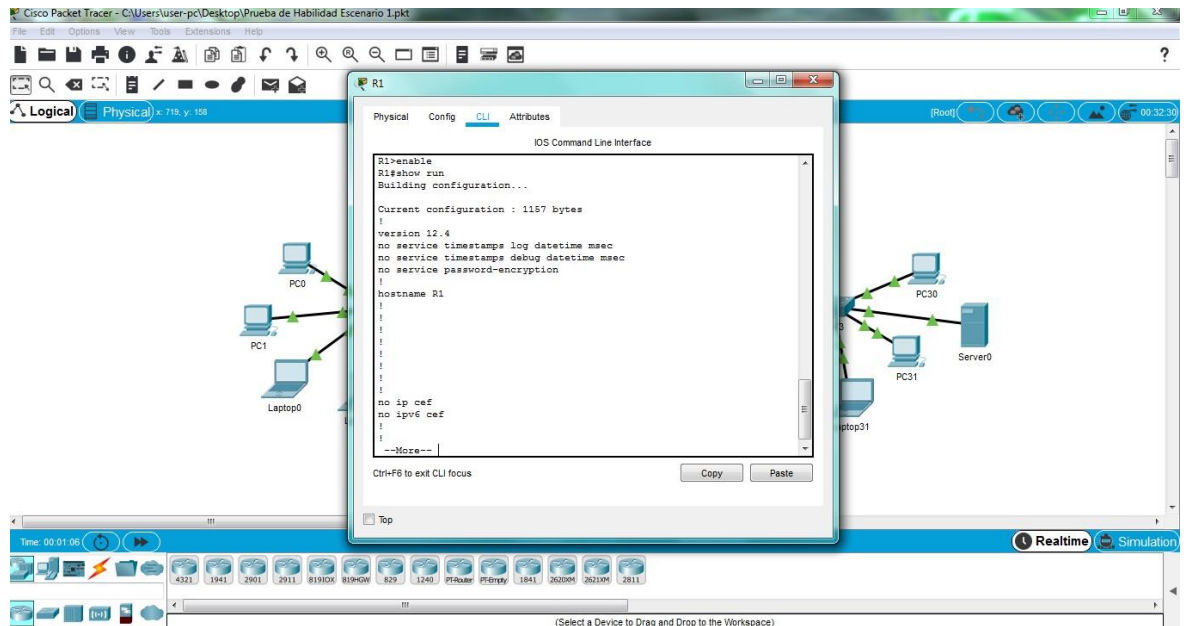 Cisco Packet Tracer - C:\Users\user-pc\Desktop\Prueba de Habilidad Escenario 1.pkt
File Edit Options View Tools Extensions Help
?
Logical Physical x: 719, y: 158
[Root] 00:32:30
R1
Physical Config CLI Attributes
IOS Command Line Interface
R1>enable
R1#show run
Building configuration...
Current configuration : 1157 bytes
!
version 12.4
no service timestamps log datetime msec
no service timestamps debug datetime msec
no service password-encryption
!
hostname R1
!
!
!
!
!
!
!
!
no ip cef
no ipv6 cef
!
!
--More--
Ctrl+F6 to exit CLI focus
Copy Paste
Top
PC0
PC1
Laptop0
PC30
3
Server0
PC31
ptop31
Time: 00:01:06
Realtime Simulation
4321 1941 2901 2911 819IOX 819HGW 829 1240 PT-Router PT-Empty 1841 2620XM 2621XM 2811
(Select a Device to Drag and Drop to the Workspace)